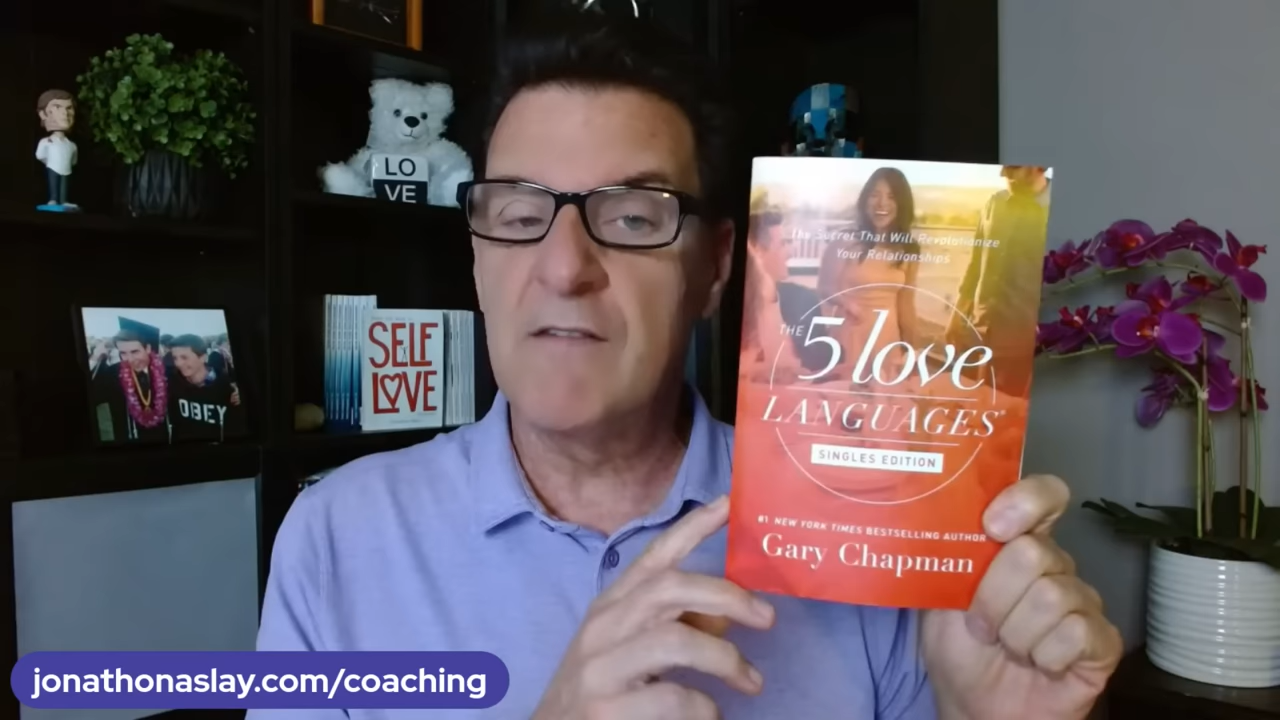 LO
VE
The Secret That Will Revolutionize
Your Relationships
THE
5 love
LANGUAGES®
SINGLES EDITION
#1 NEW YORK TIMES BESTSELLING AUTHOR
Gary Chapman
SELF
LOVE
OBEY
jonathonaslay.com/coaching